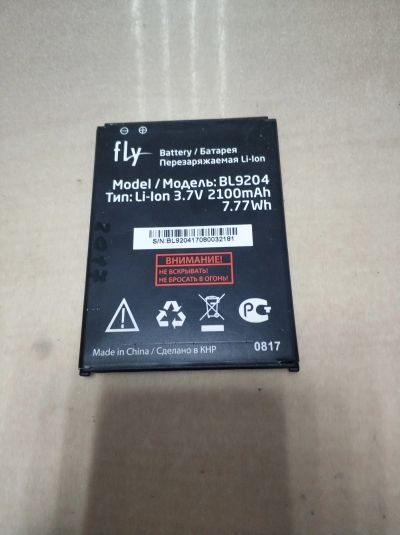 fly
Battery / Батарея
Перезаряжаемая Li-Ion
Model / Модель: BL9204
Тип: Li-Ion 3.7V 2100mAh
7.77Wh
S/N:BL920417080032181
ВНИМАНИЕ!
НЕ ВСКРЫВАТЬ!
НЕ БРОСАТЬ В ОГОНЬ!
Made in China / Сделано в КНР
0817